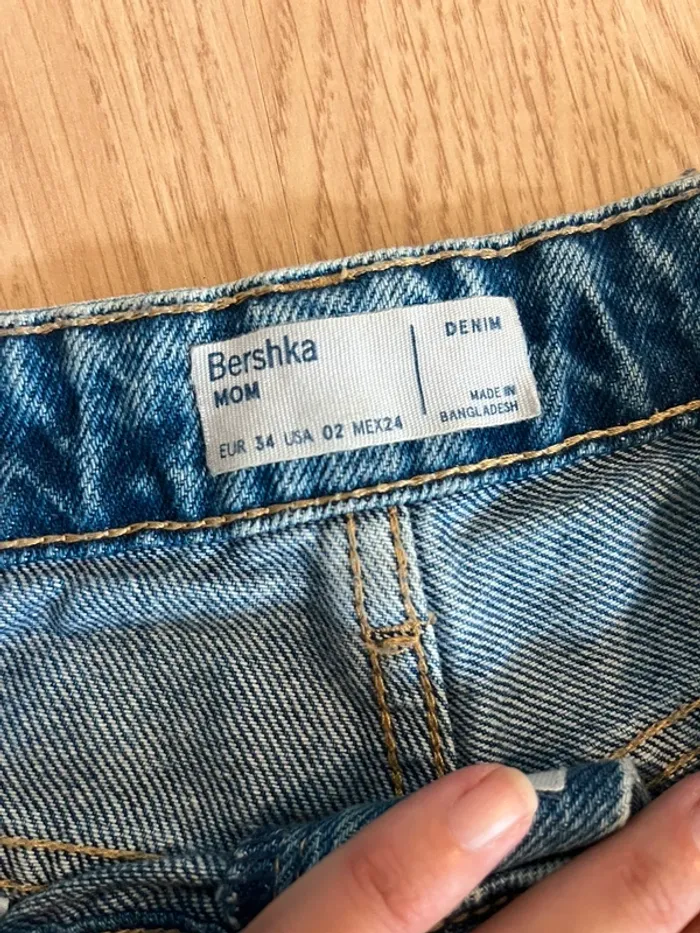 Bershka
MOM
EUR 34 USA 02 MEX24
DENIM
MADE IN
BANGLADESH